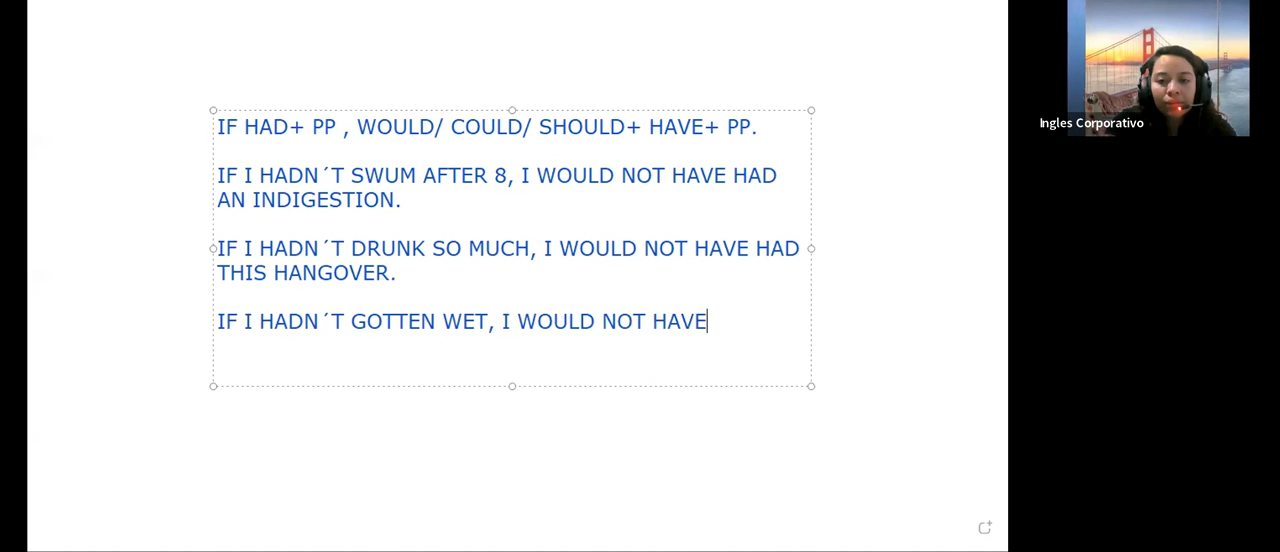 IF HAD+ PP , WOULD/ COULD/ SHOULD+ HAVE+ PP.
IF I HADN´T SWUM AFTER 8, I WOULD NOT HAVE HAD
AN INDIGESTION.
IF I HADN´T DRUNK SO MUCH, I WOULD NOT HAVE HAD
THIS HANGOVER.
IF I HADN´T GOTTEN WET, I WOULD NOT HAVE
Ingles Corporativo